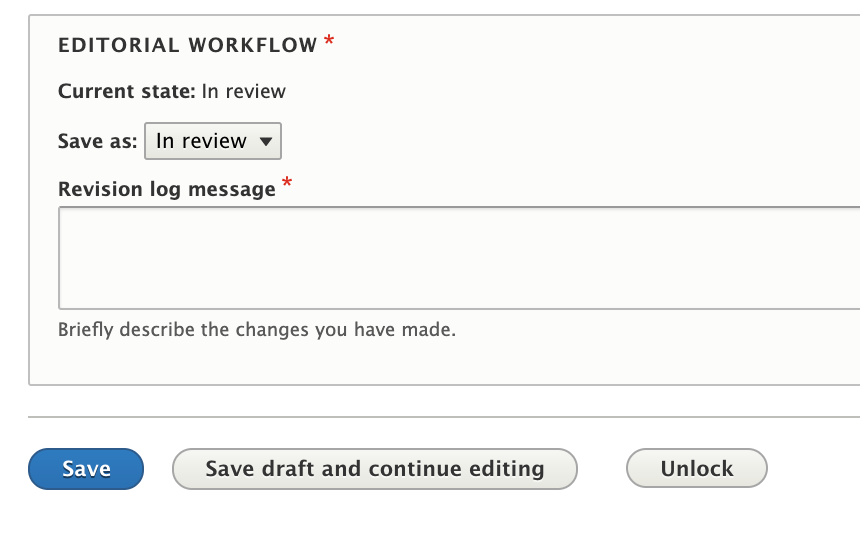 EDITORIAL WORKFLOW *
Current state: In review
Save as: In review
Revision log message *
Briefly describe the changes you have made.
Save Save draft and continue editing Unlock